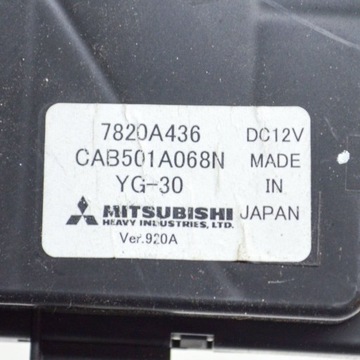 7820A436 DC12V
CAB501A068N MADE
YG-30 IN
MITSUBISHI JAPAN
HEAVY INDUSTRIES, LTD.
Ver.920A